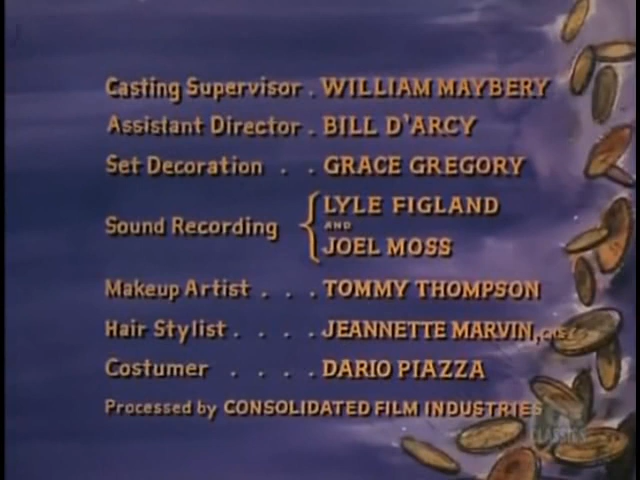 Casting Supervisor . WILLIAM MAYBERY
Assistant Director . BILL D'ARCY
Set Decoration . . GRACE GREGORY
Sound Recording { LYLE FIGLAND
AND
JOEL MOSS
Makeup Artist . . . TOMMY THOMPSON
Hair Stylist . . . . JEANNETTE MARVIN,
Costumer . . . . DARIO PIAZZA
Processed by CONSOLIDATED FILM INDUSTRIES
CLASSICS